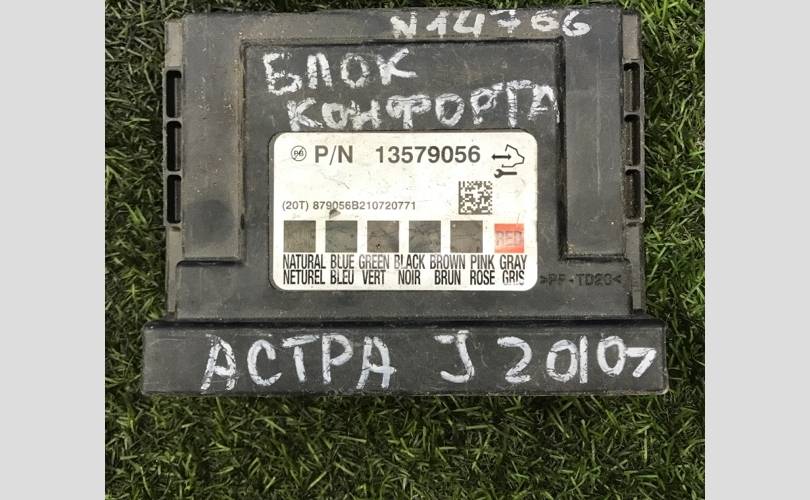 N14766
БЛОК
КОНФОРТА
P/N 13579056
(20T) 879056B210720771
RED
NATURAL BLUE GREEN BLACK BROWN PINK GRAY
NETUREL BLEU VERT NOIR BRUN ROSE GRIS
>PP-TD20<
АСТРА J 2010г